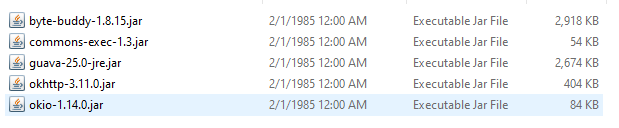 byte-buddy-1.8.15.jar 2/1/1985 12:00 AM Executable Jar File 2,918 KB
commons-exec-1.3.jar 2/1/1985 12:00 AM Executable Jar File 54 KB
guava-25.0-jre.jar 2/1/1985 12:00 AM Executable Jar File 2,674 KB
okhttp-3.11.0.jar 2/1/1985 12:00 AM Executable Jar File 404 KB
okio-1.14.0.jar 2/1/1985 12:00 AM Executable Jar File 84 KB